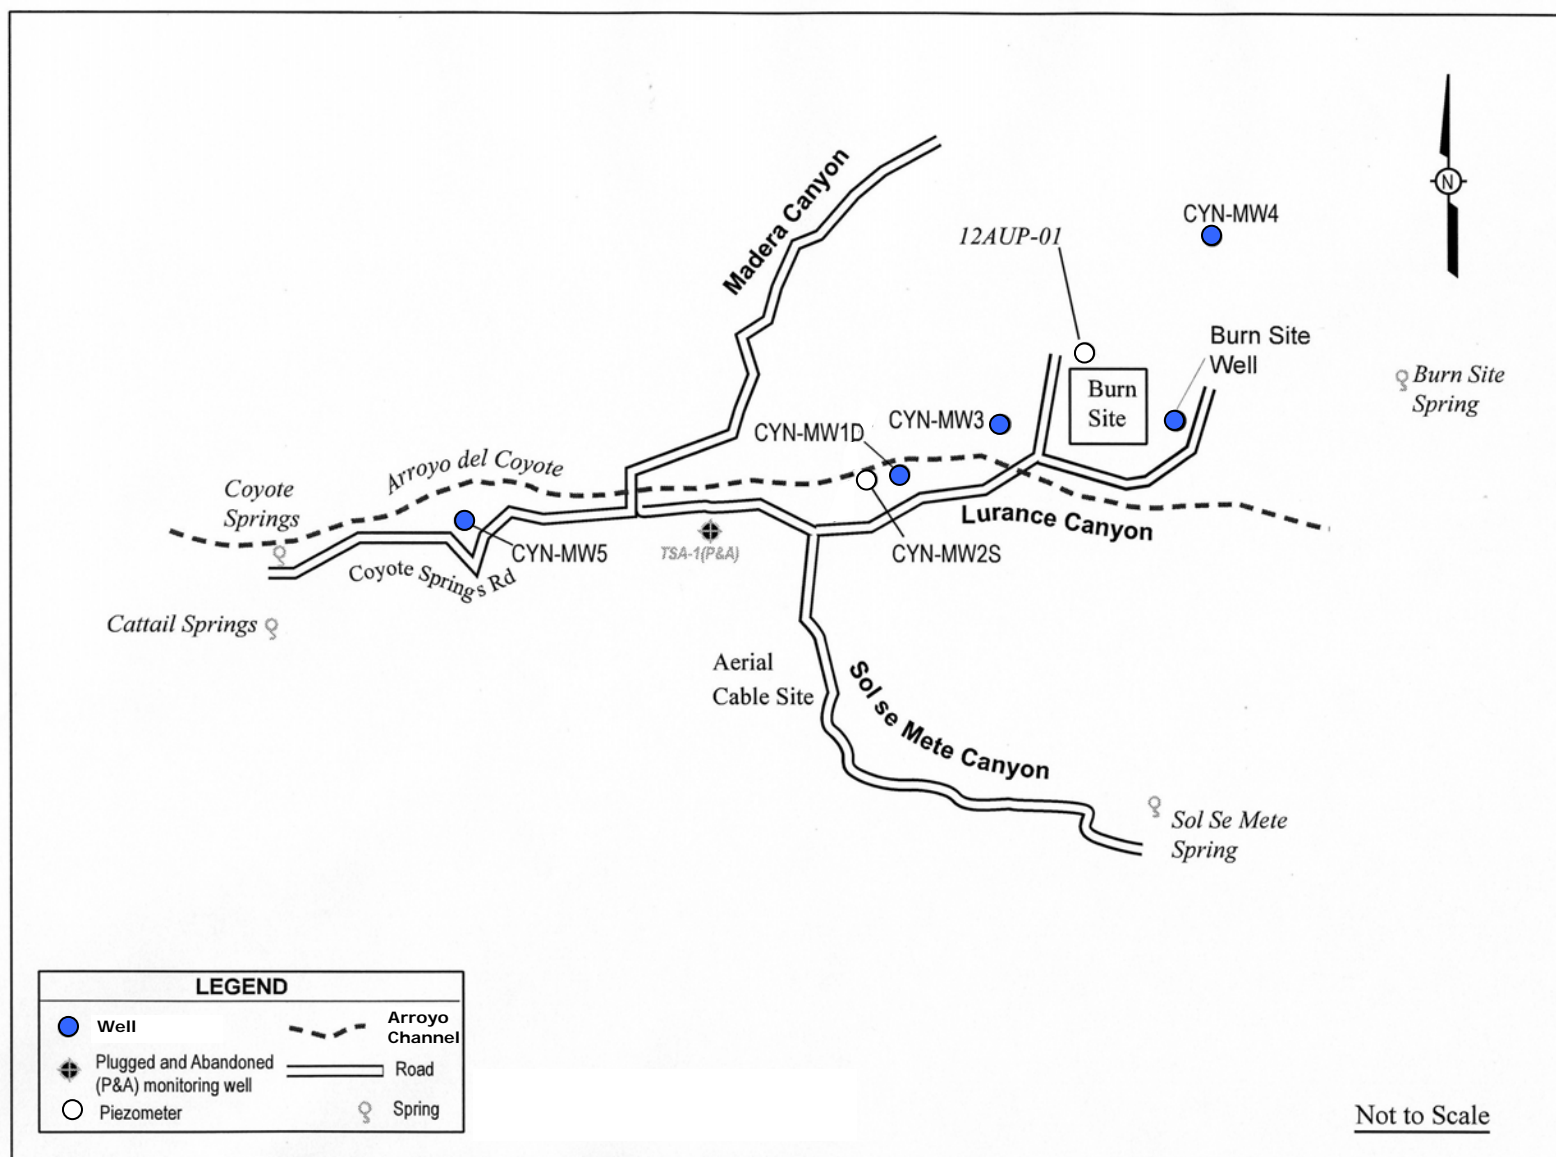 Madera Canyon
N
CYN-MW4
12AUP-01
Burn Site
Well
Burn Site
Spring
Burn
Site
CYN-MW3
CYN-MW1D
Arroyo del Coyote
Coyote
Springs
Lurance Canyon
CYN-MW2S
TSA-1(P&A)
CYN-MW5
Coyote Springs Rd
Cattail Springs
Aerial
Cable Site
Sol se Mete Canyon
Sol Se Mete
Spring
LEGEND
Well
Arroyo
Channel
Plugged and Abandoned
(P&A) monitoring well
Road
Piezometer
Spring
Not to Scale